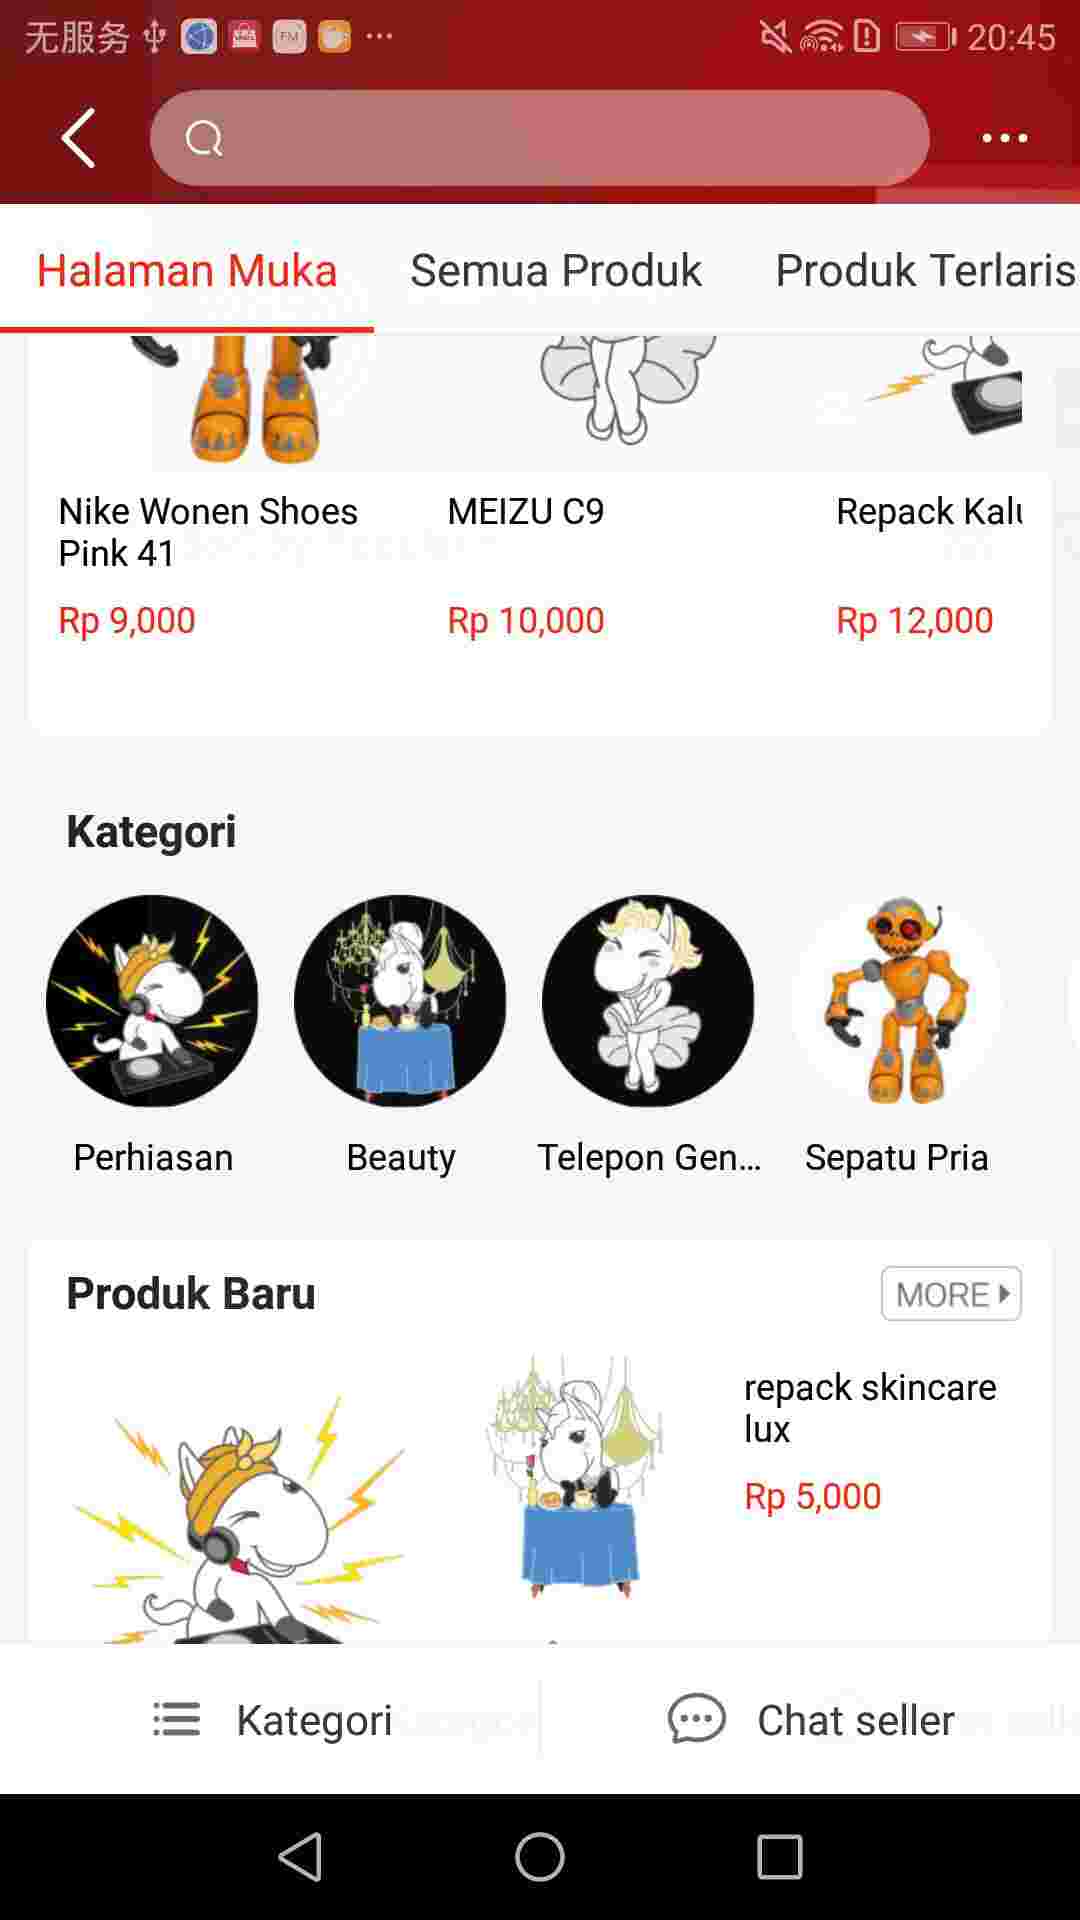 无服务
FM
20:45
Halaman Muka
Semua Produk
Produk Terlaris
Nike Wonen Shoes
Pink 41
Rp 9,000
MEIZU C9
Rp 10,000
Repack Kalu
Rp 12,000
Kategori
Perhiasan
Beauty
Telepon Gen...
Sepatu Pria
Produk Baru
MORE
repack skincare
lux
Rp 5,000
Kategori
Chat seller